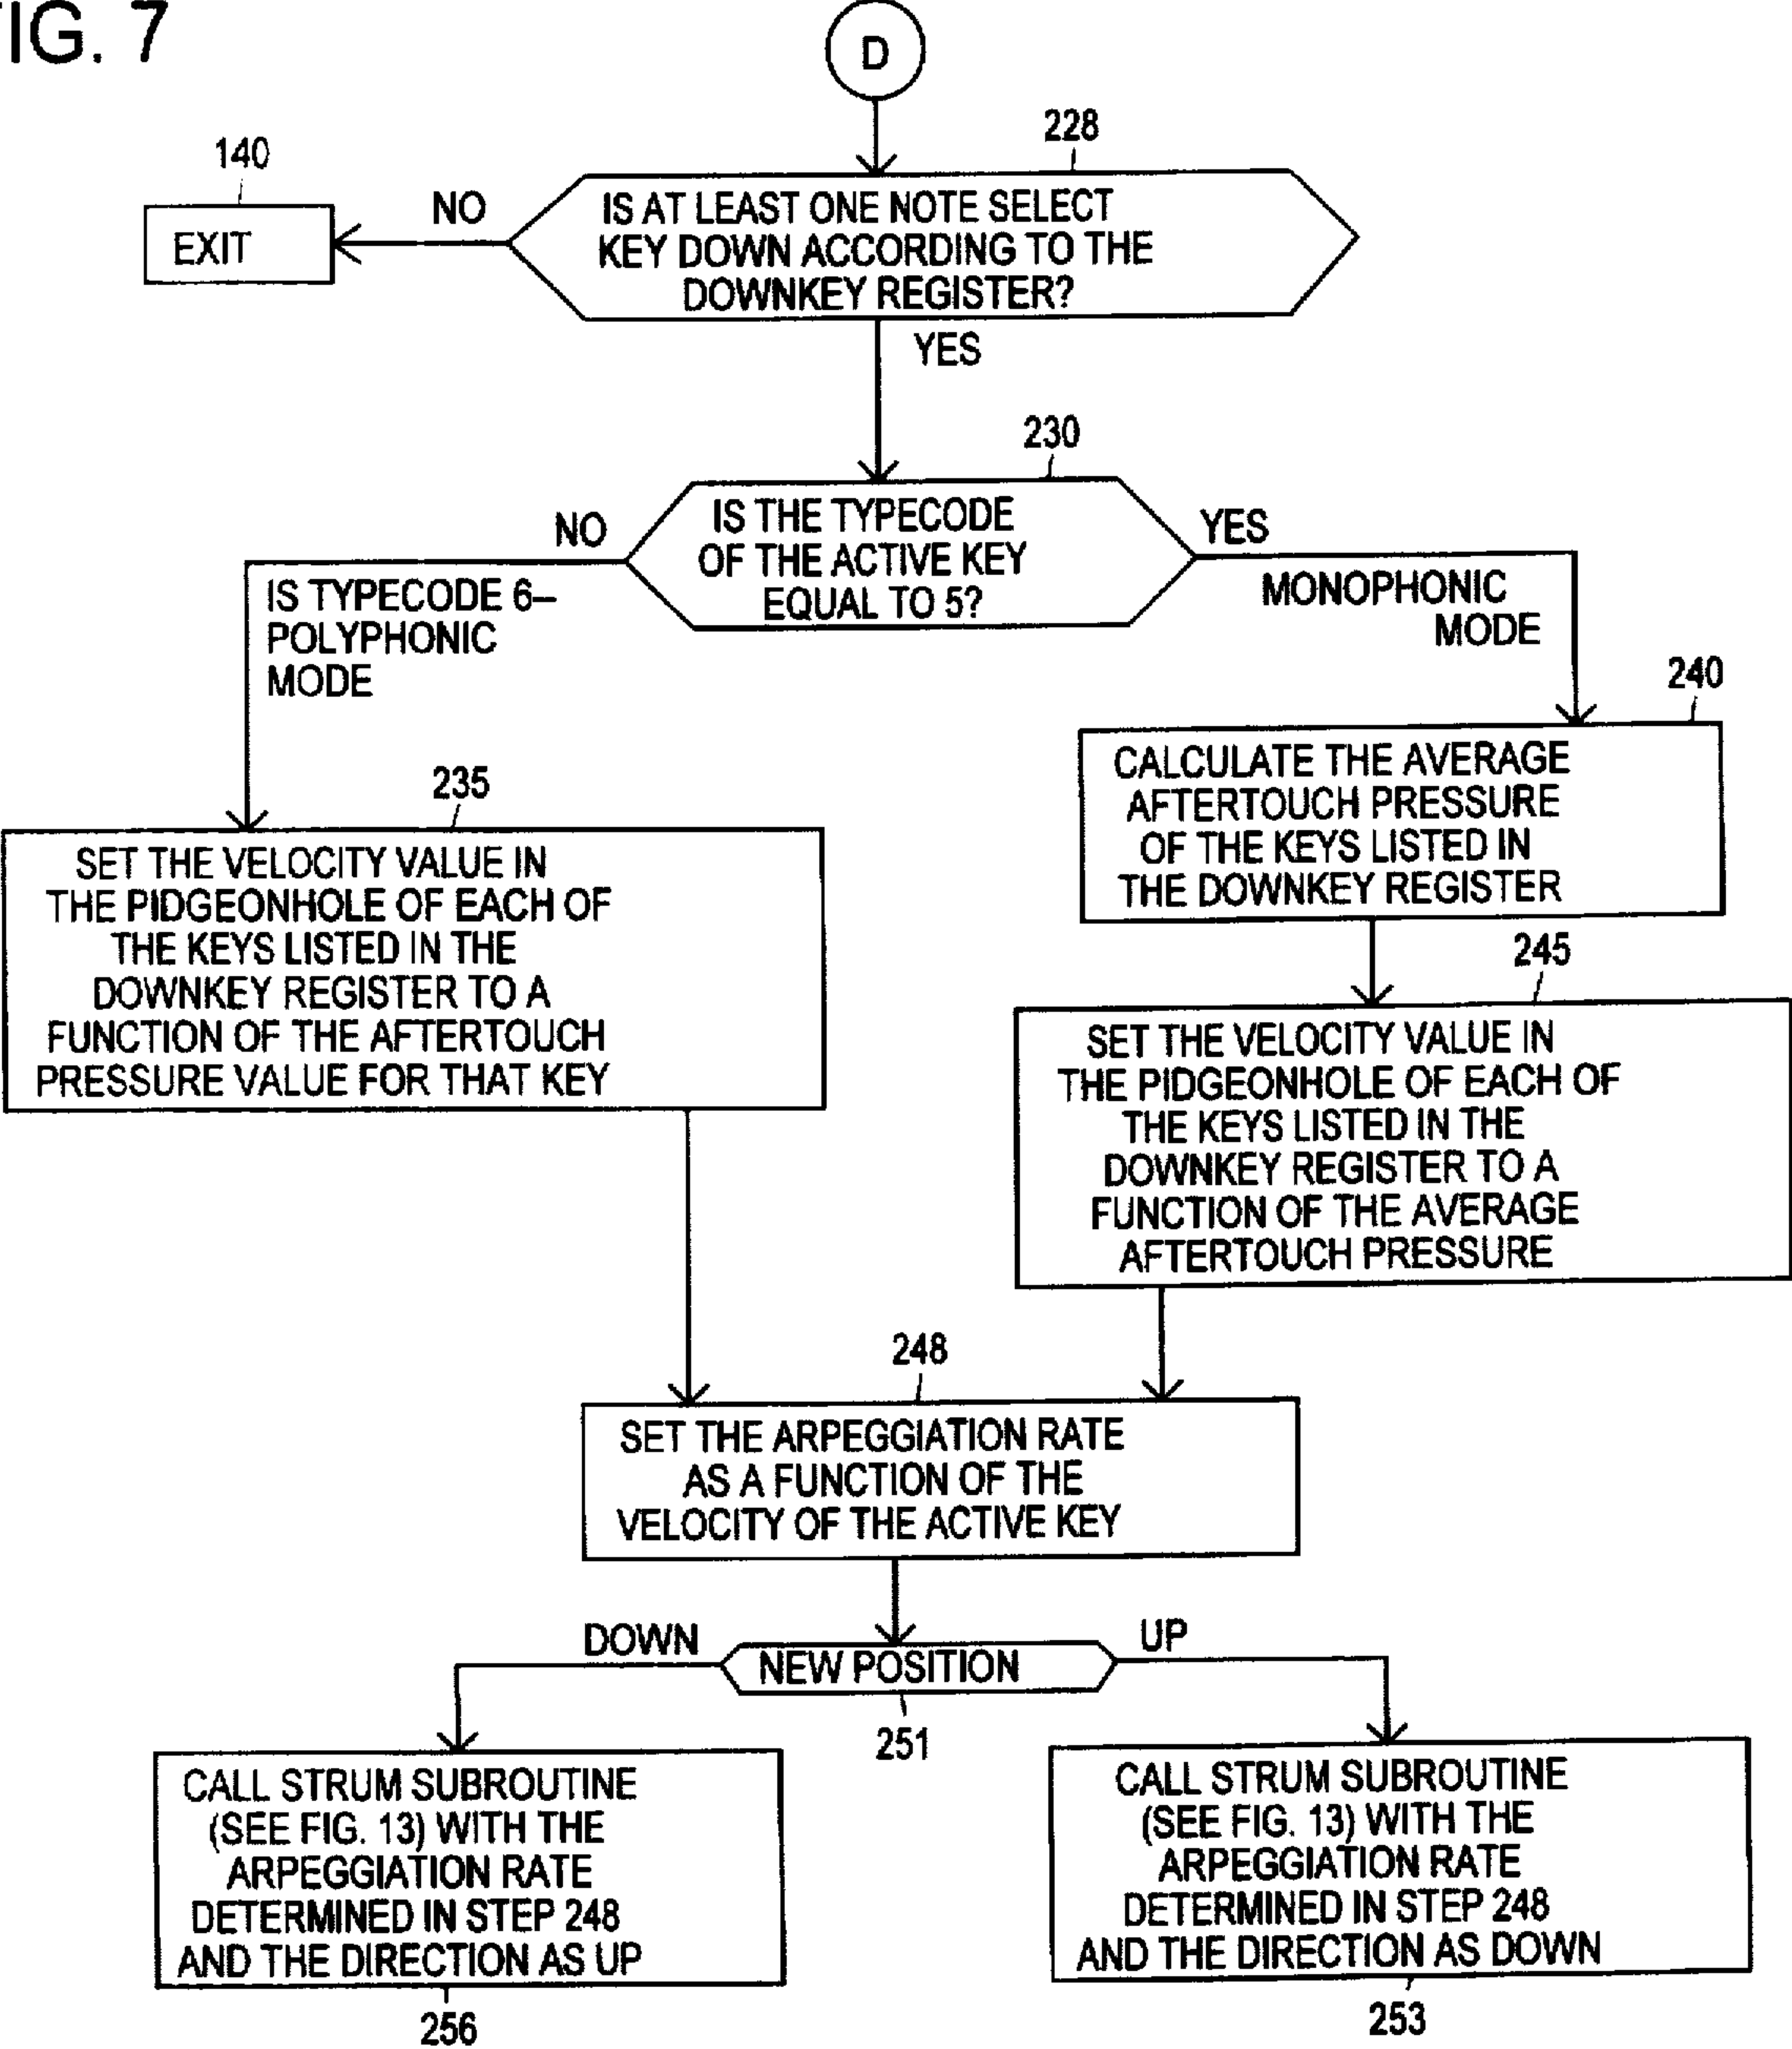 FIG. 7
D
228
140
NO
IS AT LEAST ONE NOTE SELECT
KEY DOWN ACCORDING TO THE
DOWNKEY REGISTER?
EXIT
YES
230
NO
IS THE TYPECODE
OF THE ACTIVE KEY
EQUAL TO 5?
YES
IS TYPECODE 6–
POLYPHONIC
MODE
MONOPHONIC
MODE
240
CALCULATE THE AVERAGE
AFTERTOUCH PRESSURE
OF THE KEYS LISTED IN
THE DOWNKEY REGISTER
235
SET THE VELOCITY VALUE IN
THE PIDGEONHOLE OF EACH OF
THE KEYS LISTED IN THE
DOWNKEY REGISTER TO A
FUNCTION OF THE AFTERTOUCH
PRESSURE VALUE FOR THAT KEY
245
SET THE VELOCITY VALUE IN
THE PIDGEONHOLE OF EACH OF
THE KEYS LISTED IN THE
DOWNKEY REGISTER TO A
FUNCTION OF THE AVERAGE
AFTERTOUCH PRESSURE
248
SET THE ARPEGGIATION RATE
AS A FUNCTION OF THE
VELOCITY OF THE ACTIVE KEY
DOWN
NEW POSITION
UP
251
CALL STRUM SUBROUTINE
(SEE FIG. 13) WITH THE
ARPEGGIATION RATE
DETERMINED IN STEP 248
AND THE DIRECTION AS UP
256
CALL STRUM SUBROUTINE
(SEE FIG. 13) WITH THE
ARPEGGIATION RATE
DETERMINED IN STEP 248
AND THE DIRECTION AS DOWN
253